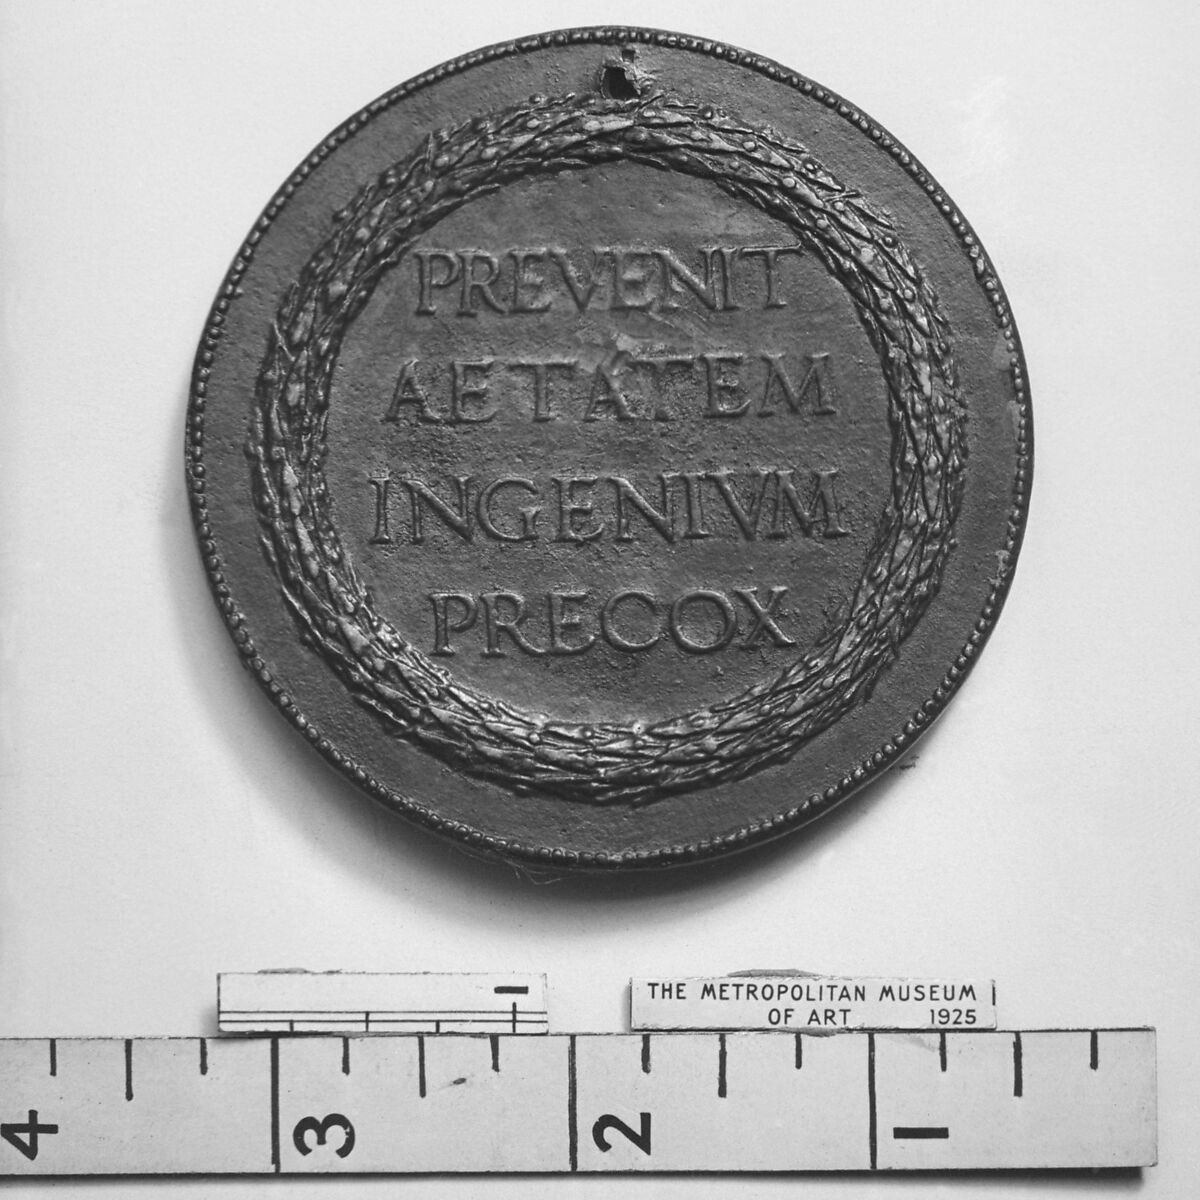 PREVENIT
AETATEM
INGENIVM
PRECOX
THE METROPOLITAN MUSEUM
OF ART 1925
1
4 3 2 1